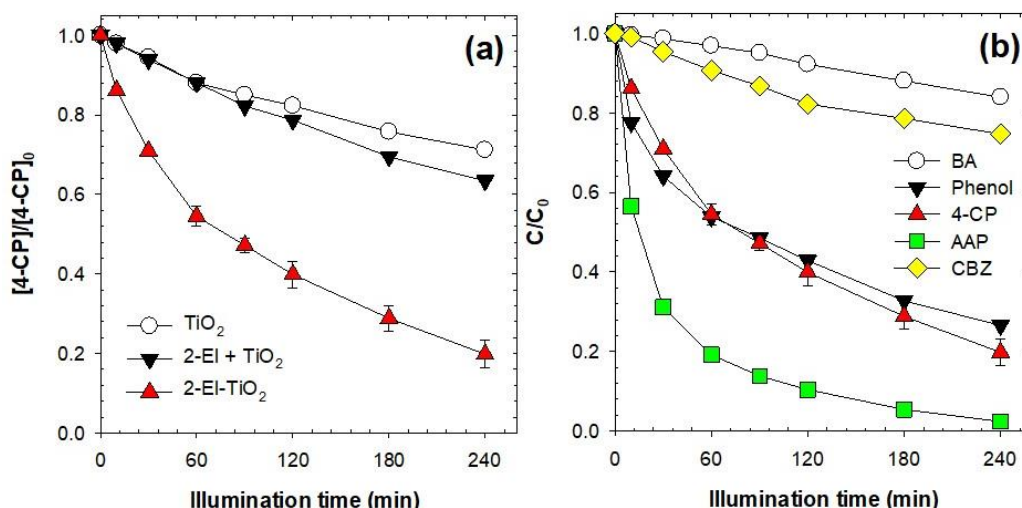 (a)
[4-CP]/[4-CP]₀
1.0
0.8
0.6
0.4
0.2
0.0
TiO₂
2-EI + TiO₂
2-EI-TiO₂
0 60 120 180 240
Illumination time (min)
(b)
C/C₀
1.0
0.8
0.6
0.4
0.2
0.0
BA
Phenol
4-CP
AAP
CBZ
0 60 120 180 240
Illumination time (min)